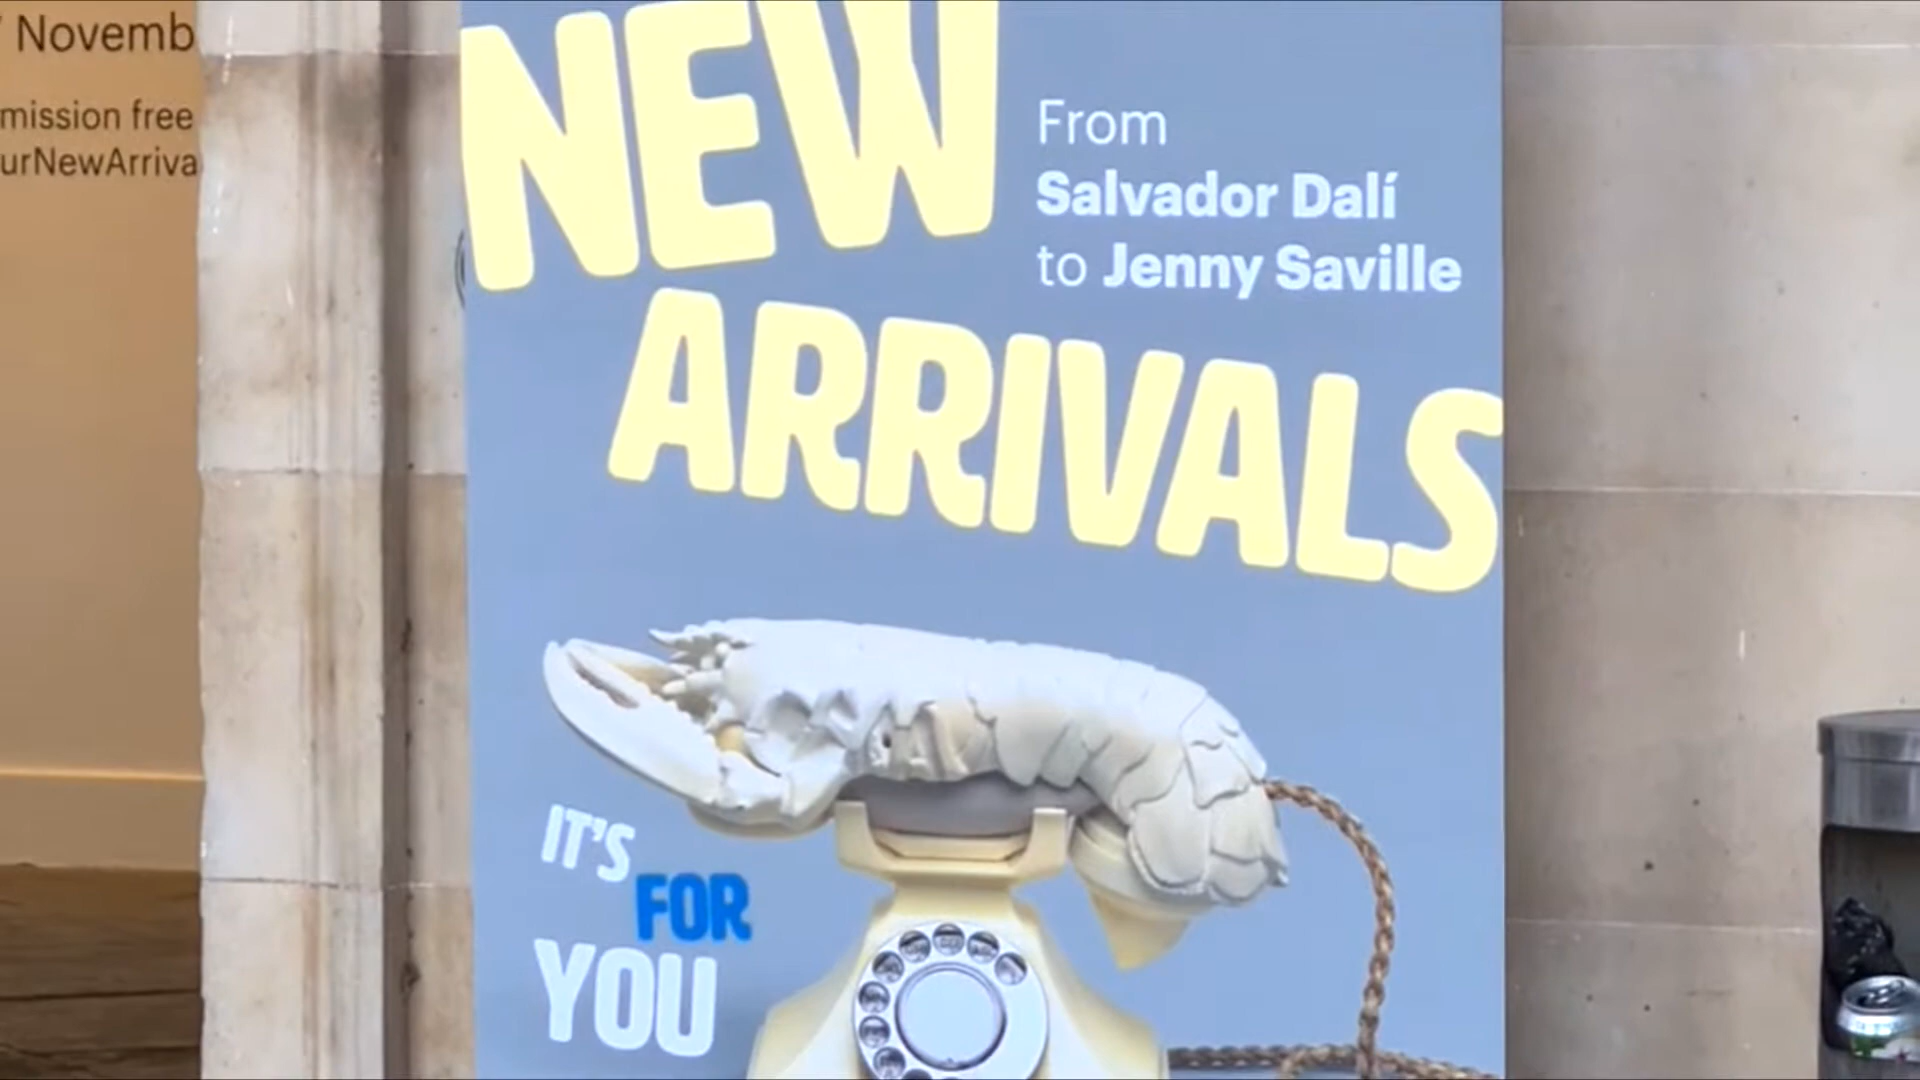 Novemb
mission free
urNewArriva
NEW
ARRIVALS
From
Salvador Dalí
to Jenny Saville
IT'S
FOR
YOU